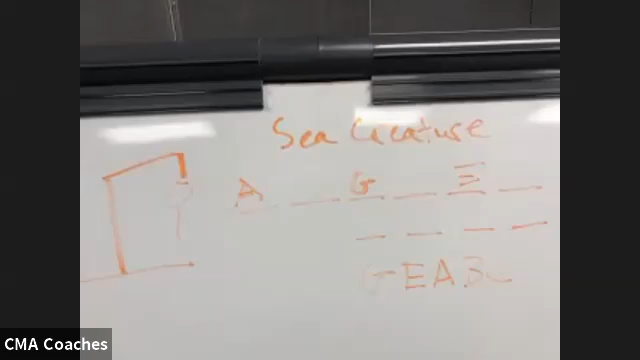 Sea Creature
A _ G _ E _
_ _ _ _
GEAB
CMA Coaches